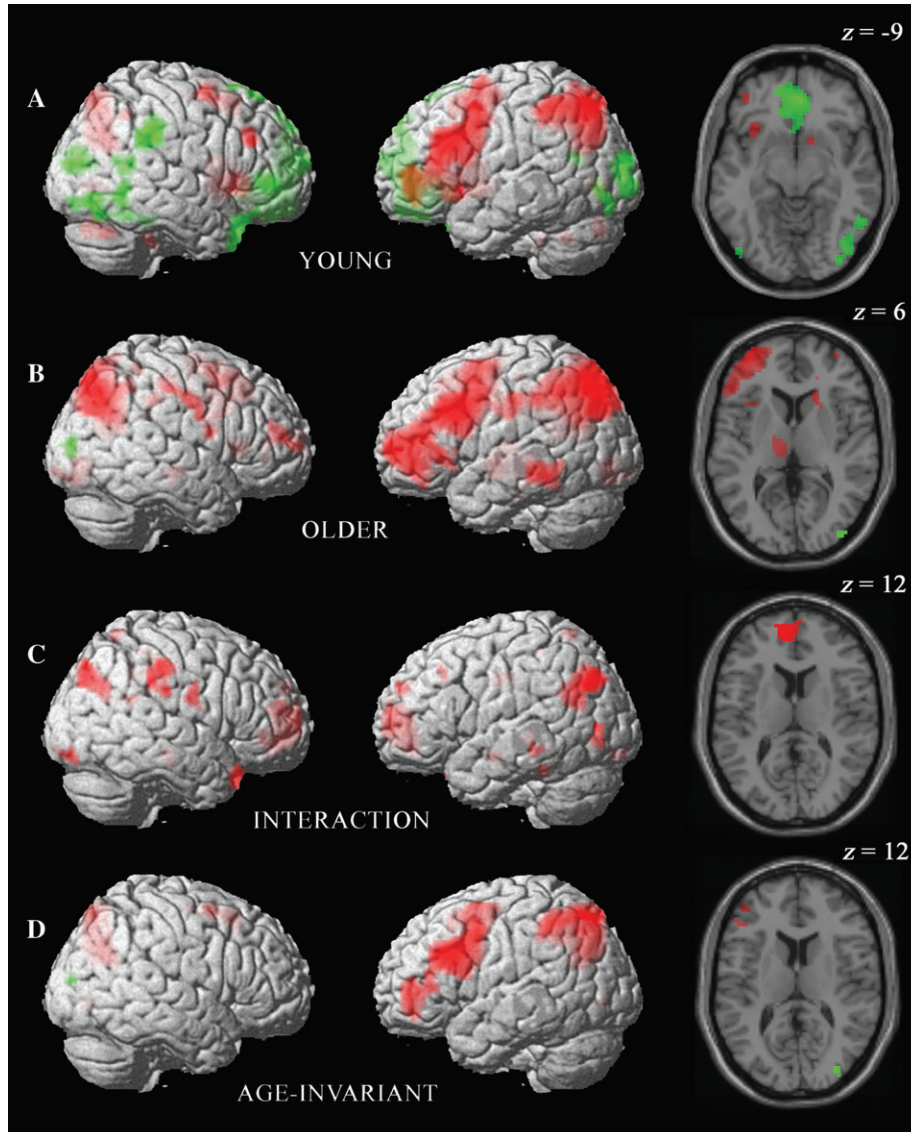 z = -9
A
YOUNG
z = 6
B
OLDER
z = 12
C
INTERACTION
z = 12
D
AGE-INVARIANT